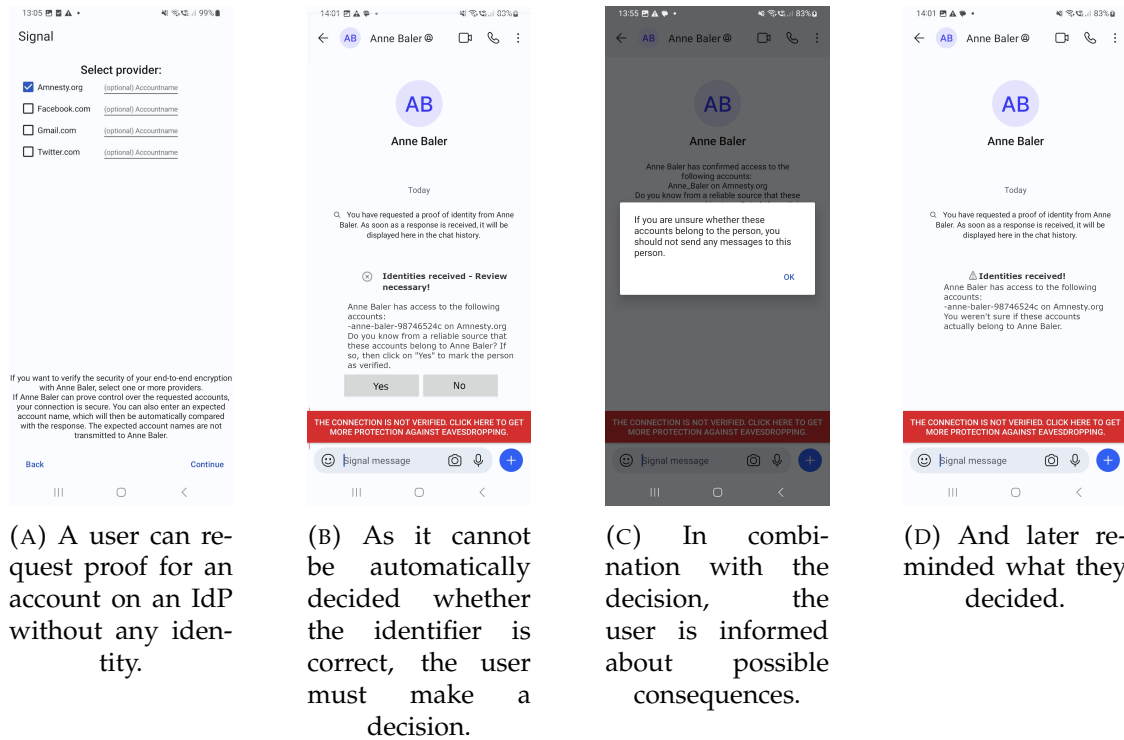 13:05 99%
Signal
Select provider:
Amnesty.org (optional) Accountname
Facebook.com (optional) Accountname
Gmail.com (optional) Accountname
Twitter.com (optional) Accountname
If you want to verify the security of your end-to-end encryption
with Anne Baler, select one or more providers.
If Anne Baler can prove control over the requested accounts,
your connection is secure. You can also enter an expected
account name, which will then be automatically compared
with the response. The expected account names are not
transmitted to Anne Baler.
Back Continue
(A) A user can re-
quest proof for an
account on an IdP
without any iden-
tity.
14:01 83%
AB Anne Baler
AB
Anne Baler
Today
You have requested a proof of identity from Anne
Baler. As soon as a response is received, it will be
displayed here in the chat history.
Identities received - Review
necessary!
Anne Baler has access to the following
accounts:
-anne-baler-98746524c on Amnesty.org
Do you know from a reliable source that
these accounts belong to Anne Baler? If
so, then click on "Yes" to mark the person
as verified.
Yes No
THE CONNECTION IS NOT VERIFIED. CLICK HERE TO GET
MORE PROTECTION AGAINST EAVESDROPPING.
Signal message
(B) As it cannot
be automatically
decided whether
the identifier is
correct, the user
must make a
decision.
13:55 83%
AB Anne Baler
AB
Anne Baler
Anne Baler has confirmed access to the
following accounts:
Anne_Baler on Amnesty.org
Do you know from a reliable source that these
If you are unsure whether these
accounts belong to the person, you
should not send any messages to this
person.
OK
THE CONNECTION IS NOT VERIFIED. CLICK HERE TO GET
MORE PROTECTION AGAINST EAVESDROPPING.
Signal message
(C) In combi-
nation with the
decision, the
user is informed
about possible
consequences.
14:01 83%
AB Anne Baler
AB
Anne Baler
Today
You have requested a proof of identity from Anne
Baler. As soon as a response is received, it will be
displayed here in the chat history.
Identities received!
Anne Baler has access to the following
accounts:
-anne-baler-98746524c on Amnesty.org
You weren't sure if these accounts
actually belong to Anne Baler.
THE CONNECTION IS NOT VERIFIED. CLICK HERE TO GET
MORE PROTECTION AGAINST EAVESDROPPING.
Signal message
(D) And later re-
minded what they
decided.